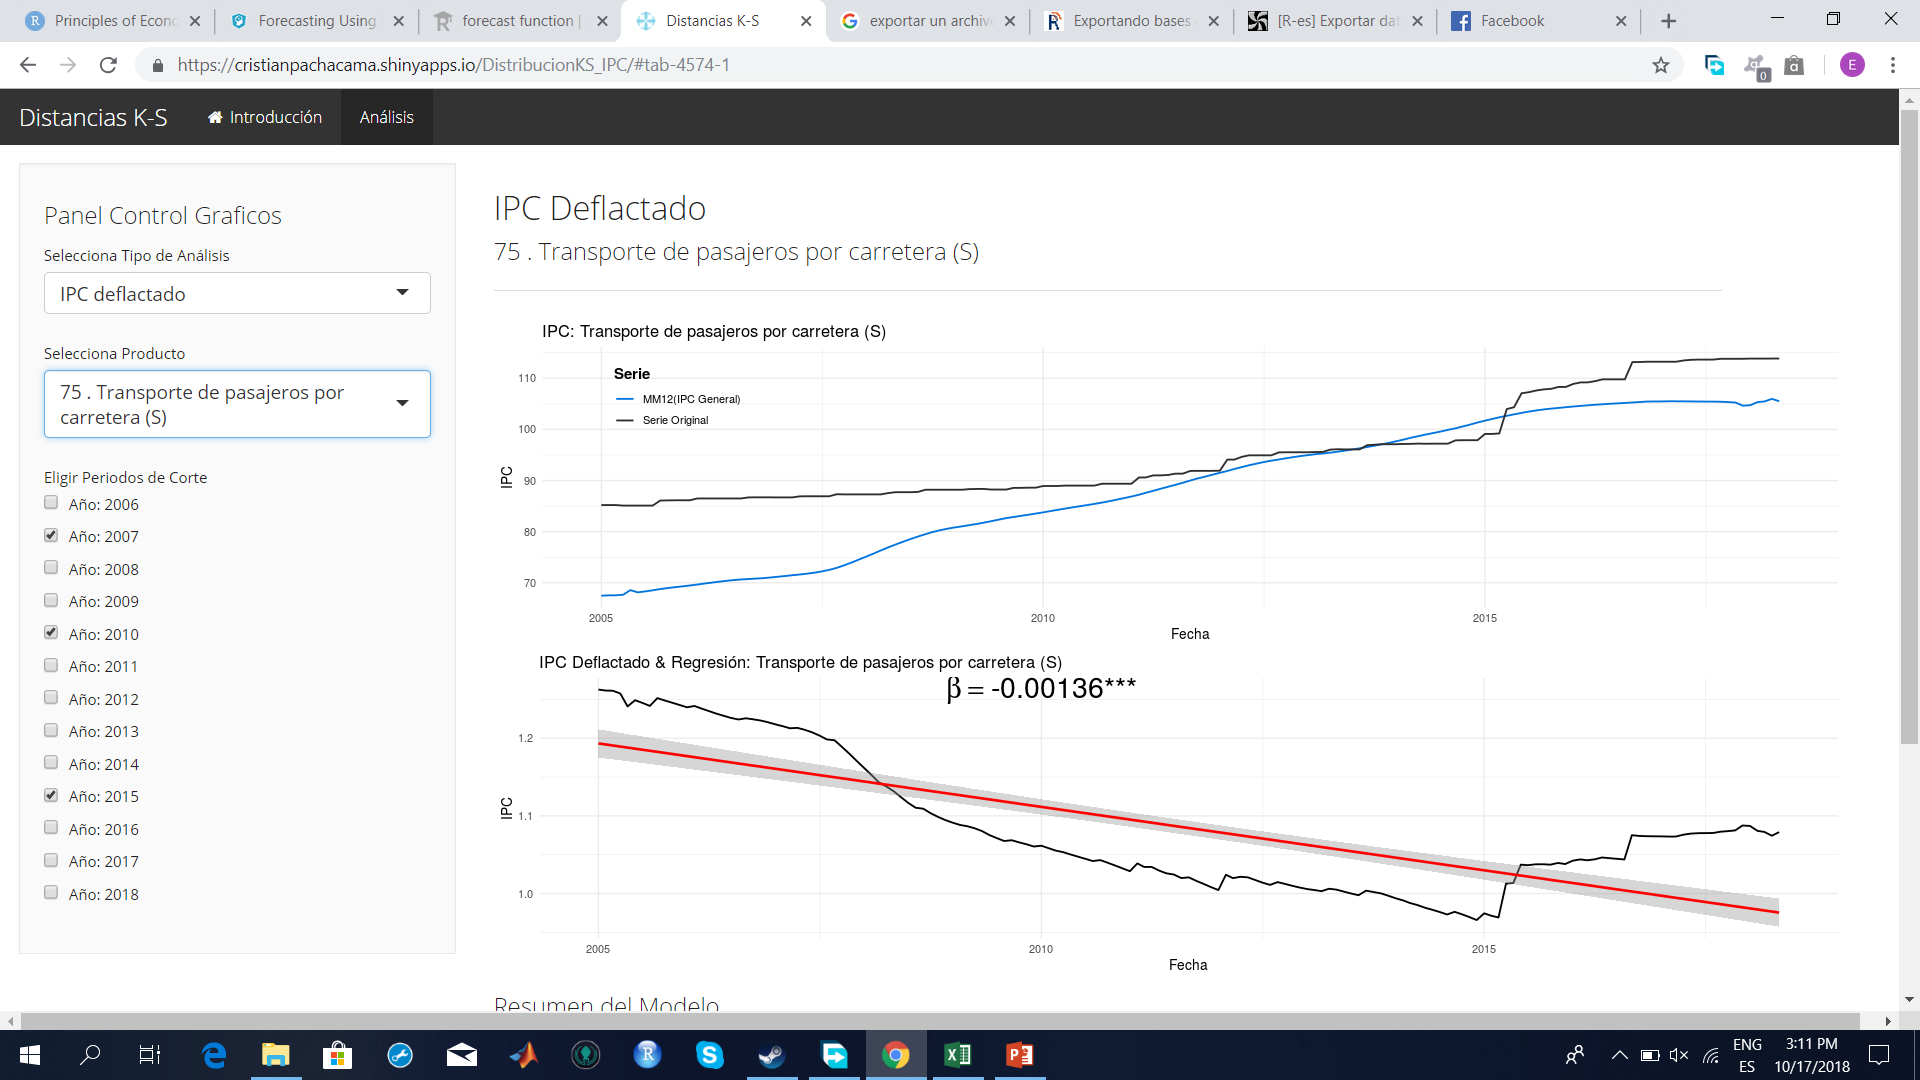 Principles of Econo
Forecasting Using
forecast function |
Distancias K-S
exportar un archivo
Exportando bases
[R-es] Exportar dat
Facebook
https://cristianpachacama.shinyapps.io/DistribucionKS_IPC/#tab-4574-1
0
E
Distancias K-S
Introducción
Análisis
Panel Control Graficos
Selecciona Tipo de Análisis
IPC deflactado
Selecciona Producto
75 . Transporte de pasajeros por
carretera (S)
Eligir Periodos de Corte
Año: 2006
Año: 2007
Año: 2008
Año: 2009
Año: 2010
Año: 2011
Año: 2012
Año: 2013
Año: 2014
Año: 2015
Año: 2016
Año: 2017
Año: 2018
IPC Deflactado
75 . Transporte de pasajeros por carretera (S)
IPC: Transporte de pasajeros por carretera (S)
Serie
MM12(IPC General)
Serie Original
IPC
110
100
90
80
70
2005
2010
2015
Fecha
IPC Deflactado & Regresión: Transporte de pasajeros por carretera (S)
β = -0.00136***
IPC
1.2
1.1
1.0
2005
2010
2015
Fecha
Resumen del Modelo
ENG
ES
3:11 PM
10/17/2018